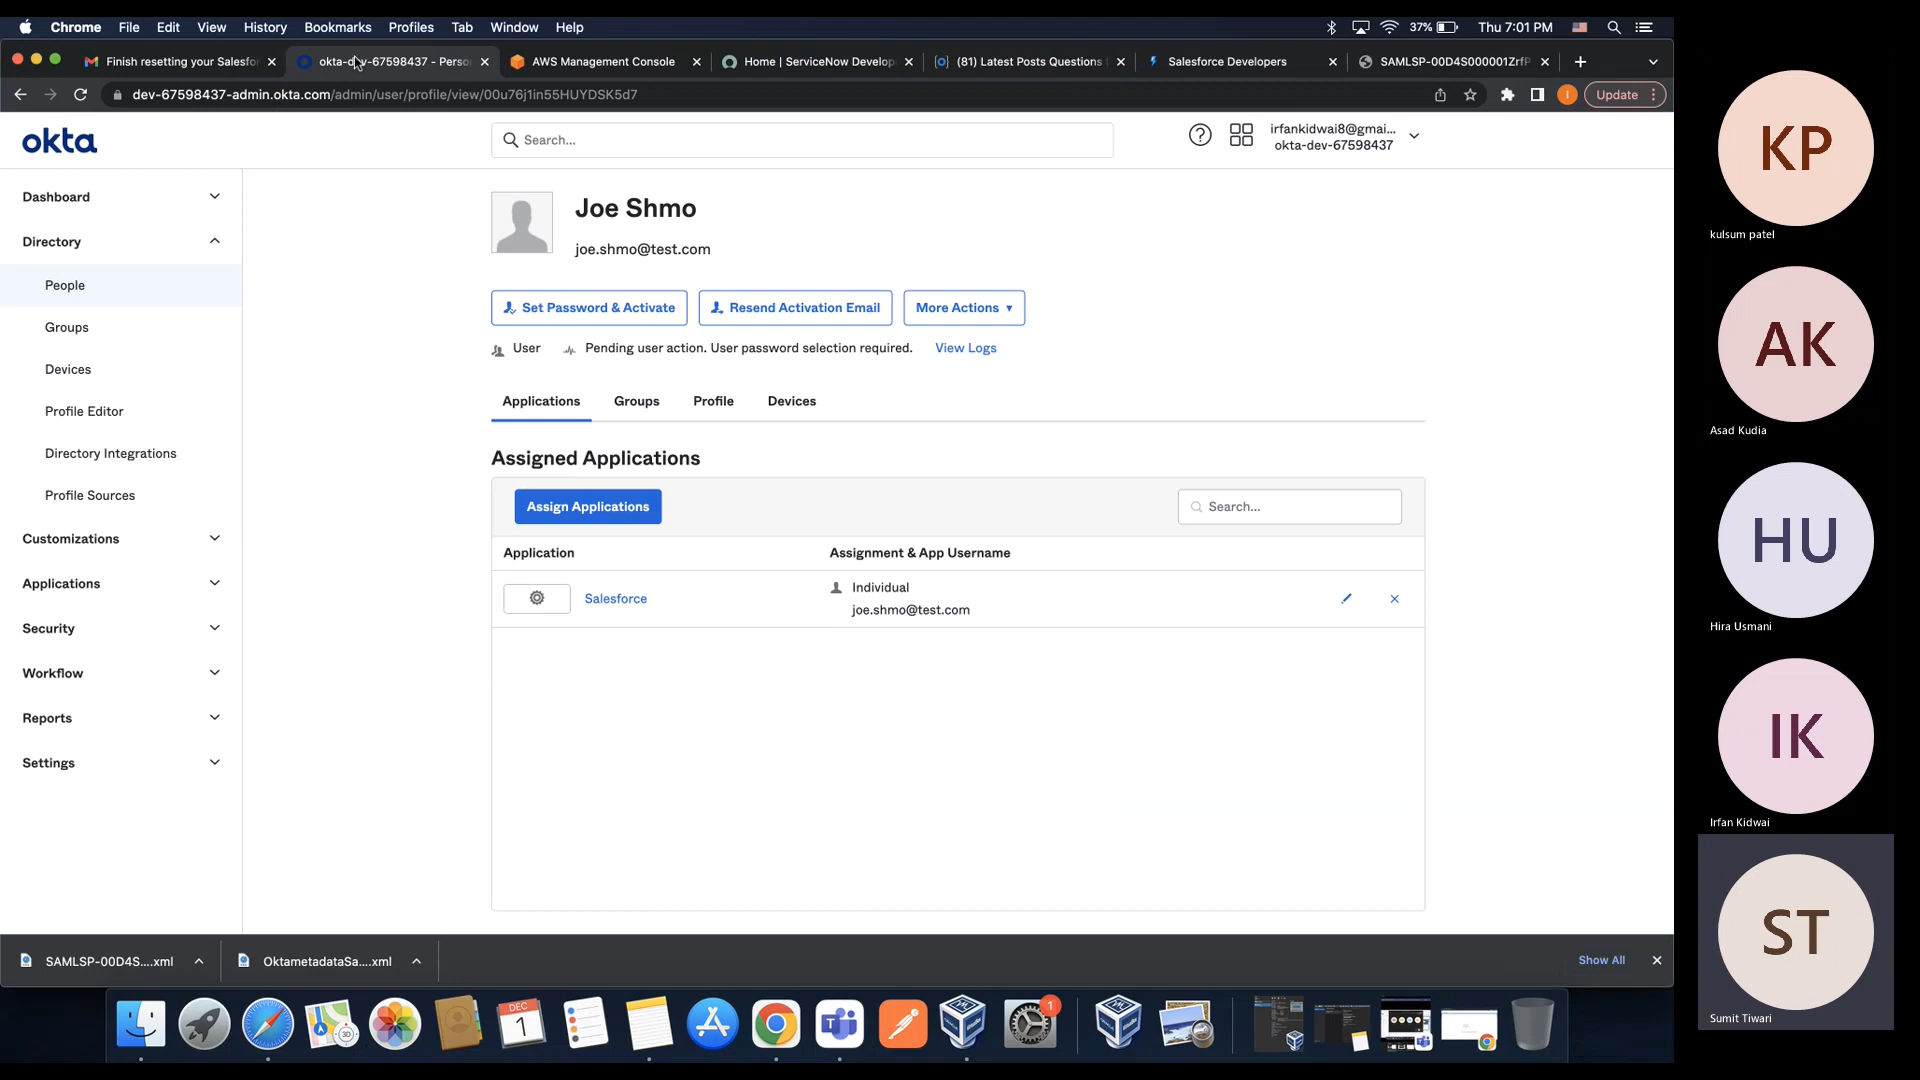 Chrome File Edit View History Bookmarks Profiles Tab Window Help 37% Thu 7:01 PM
Finish resetting your Salesfor
okta-dev-67598437 - Perso
AWS Management Console
Home | ServiceNow Develop
(81) Latest Posts Questions
Salesforce Developers
SAMLSP-00D4S000001ZrfP
dev-67598437-admin.okta.com/admin/user/profile/view/00u76j1in55HUYDSK5d7
I
Update
okta
Search...
irfankidwai8@gmai...
okta-dev-67598437
Dashboard
Directory
People
Groups
Devices
Profile Editor
Directory Integrations
Profile Sources
Customizations
Applications
Security
Workflow
Reports
Settings
Joe Shmo
joe.shmo@test.com
Set Password & Activate
Resend Activation Email
More Actions
User
Pending user action. User password selection required.
View Logs
Applications Groups Profile Devices
Assigned Applications
Assign Applications
Search...
Application Assignment & App Username
Salesforce
Individual
joe.shmo@test.com
SAMLSP-00D4S....xml
OktametadataSa....xml
Show All
DEC
1
3D
1
KP
kulsum patel
AK
Asad Kudia
HU
Hira Usmani
IK
Irfan Kidwai
ST
Sumit Tiwari